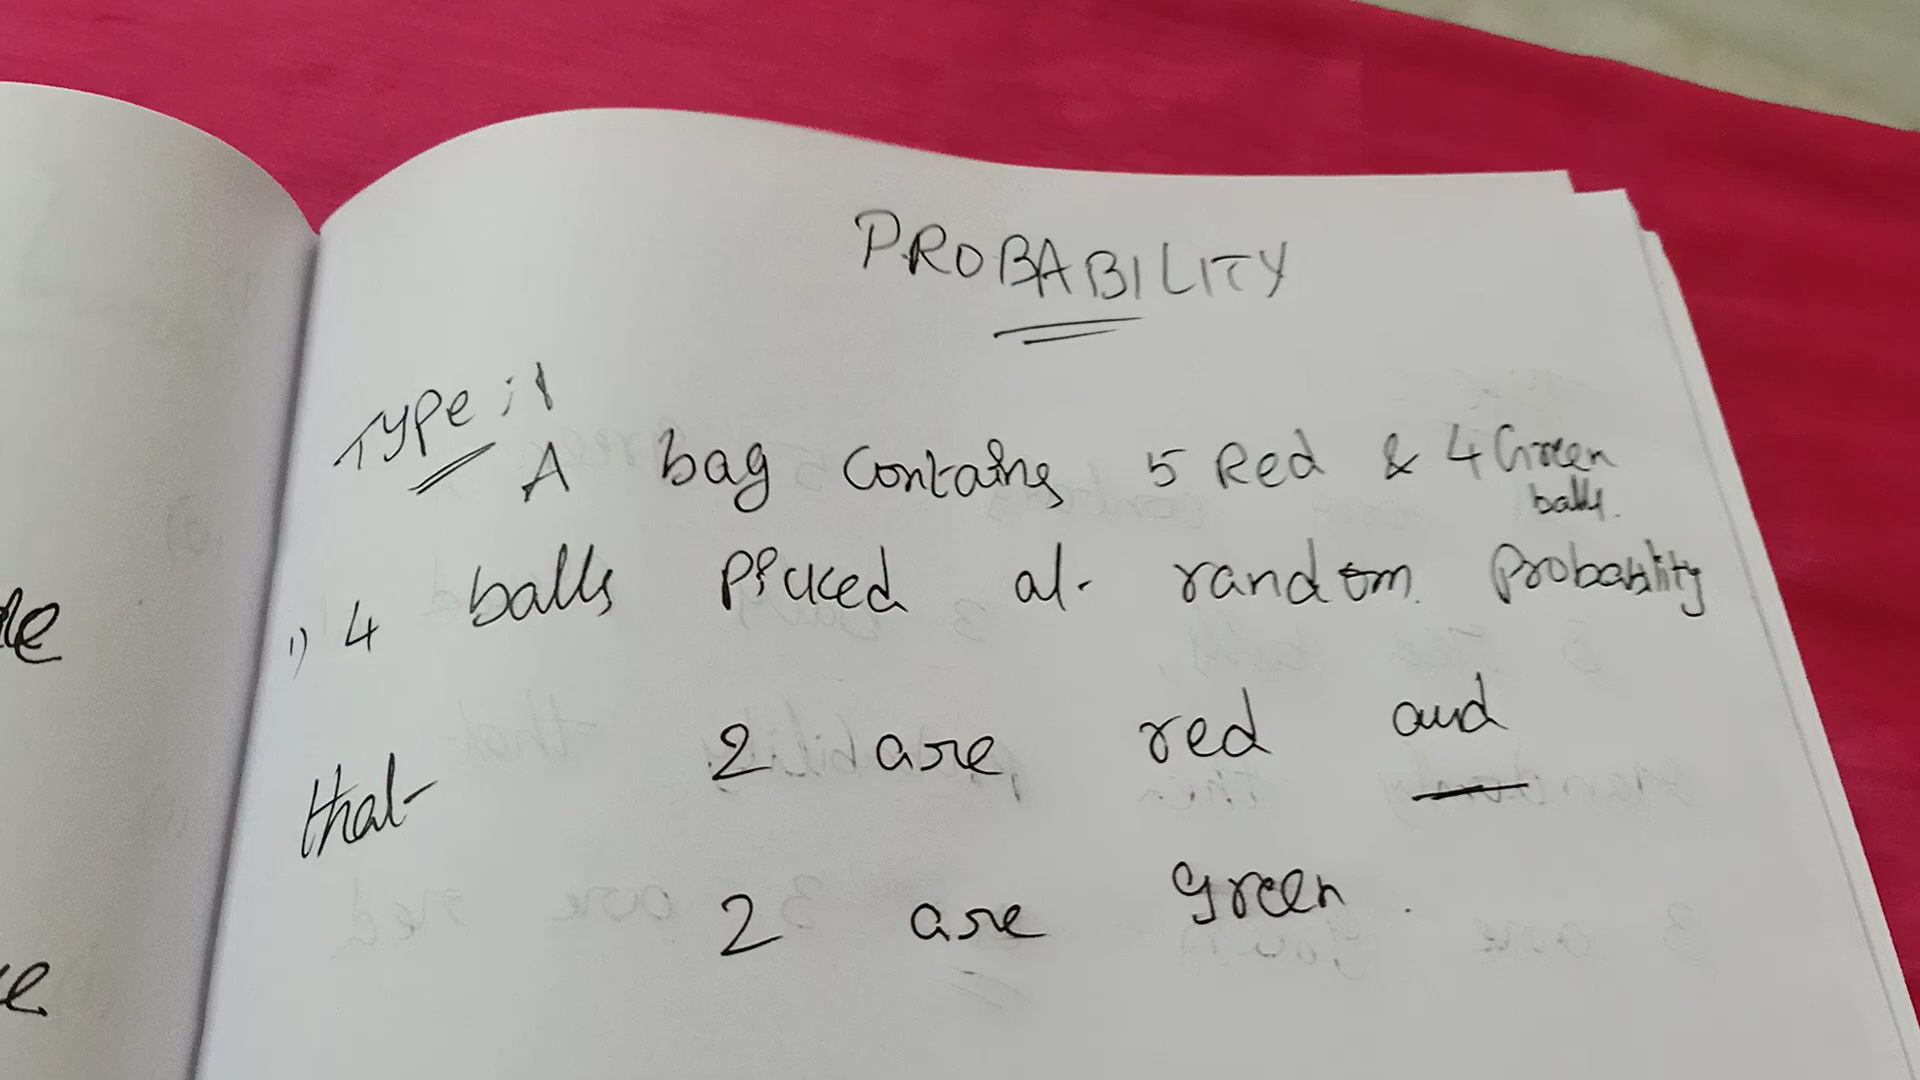 PROBABILITY
Type: 1
A bag contains 5 Red & 4 Green
balls.
1) 4 balls picked at random probability
that 2 are red and
2 are green.